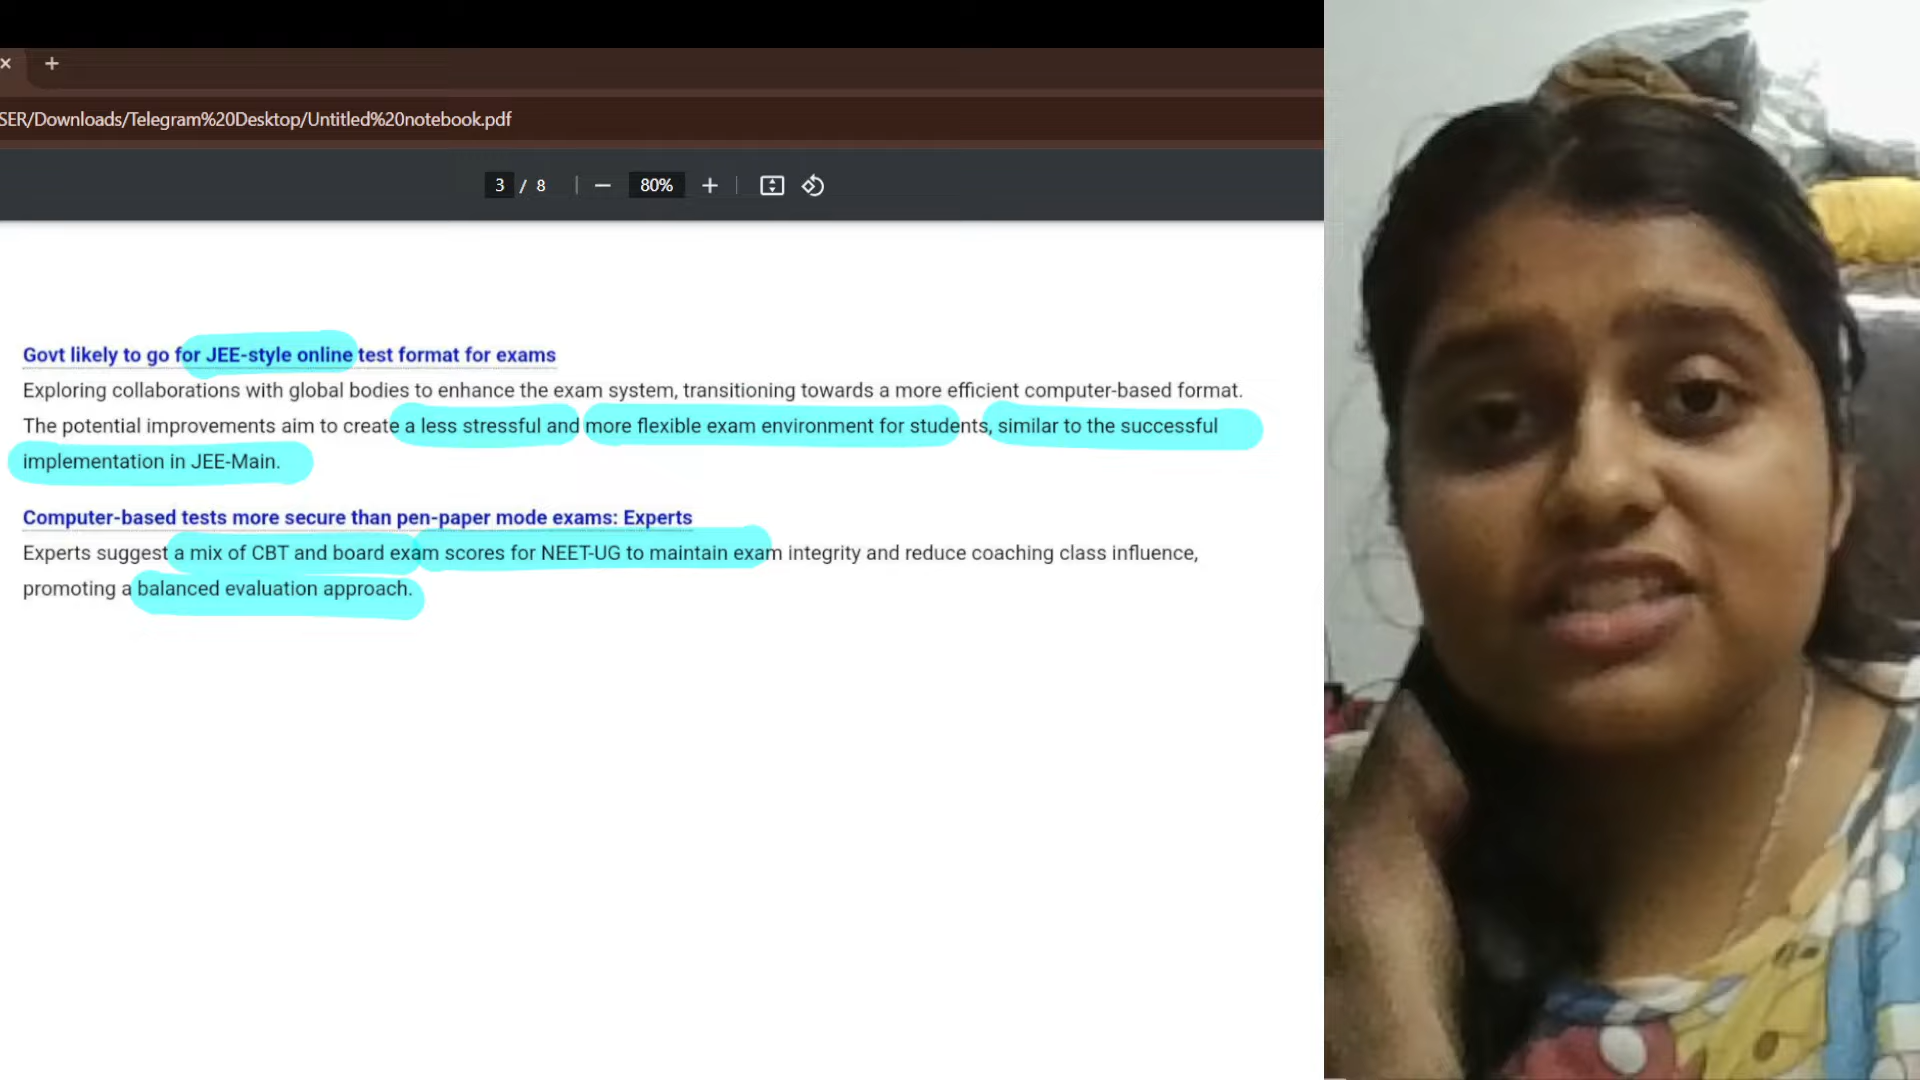 SER/Downloads/Telegram%20Desktop/Untitled%20notebook.pdf
3 / 8
80%
Govt likely to go for JEE-style online test format for exams
Exploring collaborations with global bodies to enhance the exam system, transitioning towards a more efficient computer-based format.
The potential improvements aim to create a less stressful and more flexible exam environment for students, similar to the successful
implementation in JEE-Main.
Computer-based tests more secure than pen-paper mode exams: Experts
Experts suggest a mix of CBT and board exam scores for NEET-UG to maintain exam integrity and reduce coaching class influence,
promoting a balanced evaluation approach.